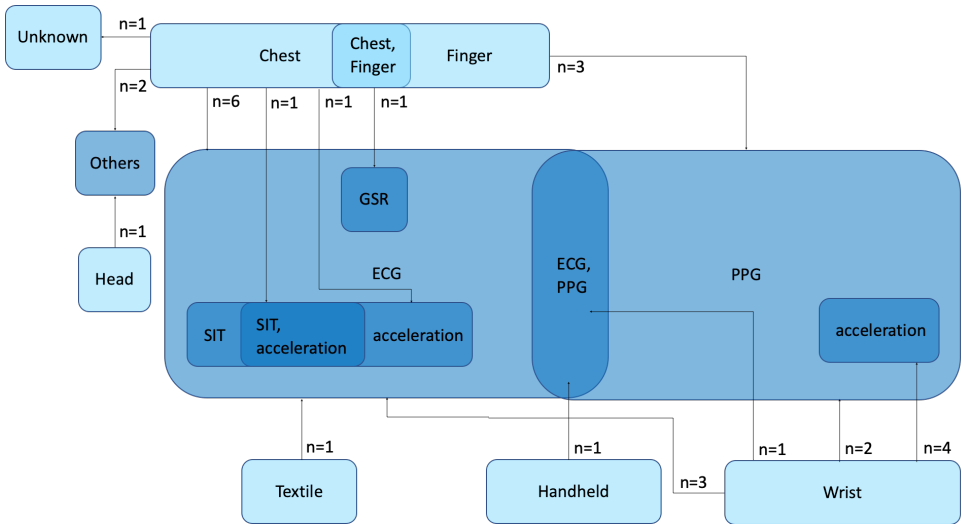 Unknown
n=1
Chest
Chest,
Finger
Finger
n=3
n=2
n=6
n=1
n=1
n=1
Others
GSR
n=1
Head
ECG
ECG,
PPG
PPG
SIT
SIT,
acceleration
acceleration
acceleration
n=1
n=1
n=3
n=1
n=2
n=4
Textile
Handheld
Wrist